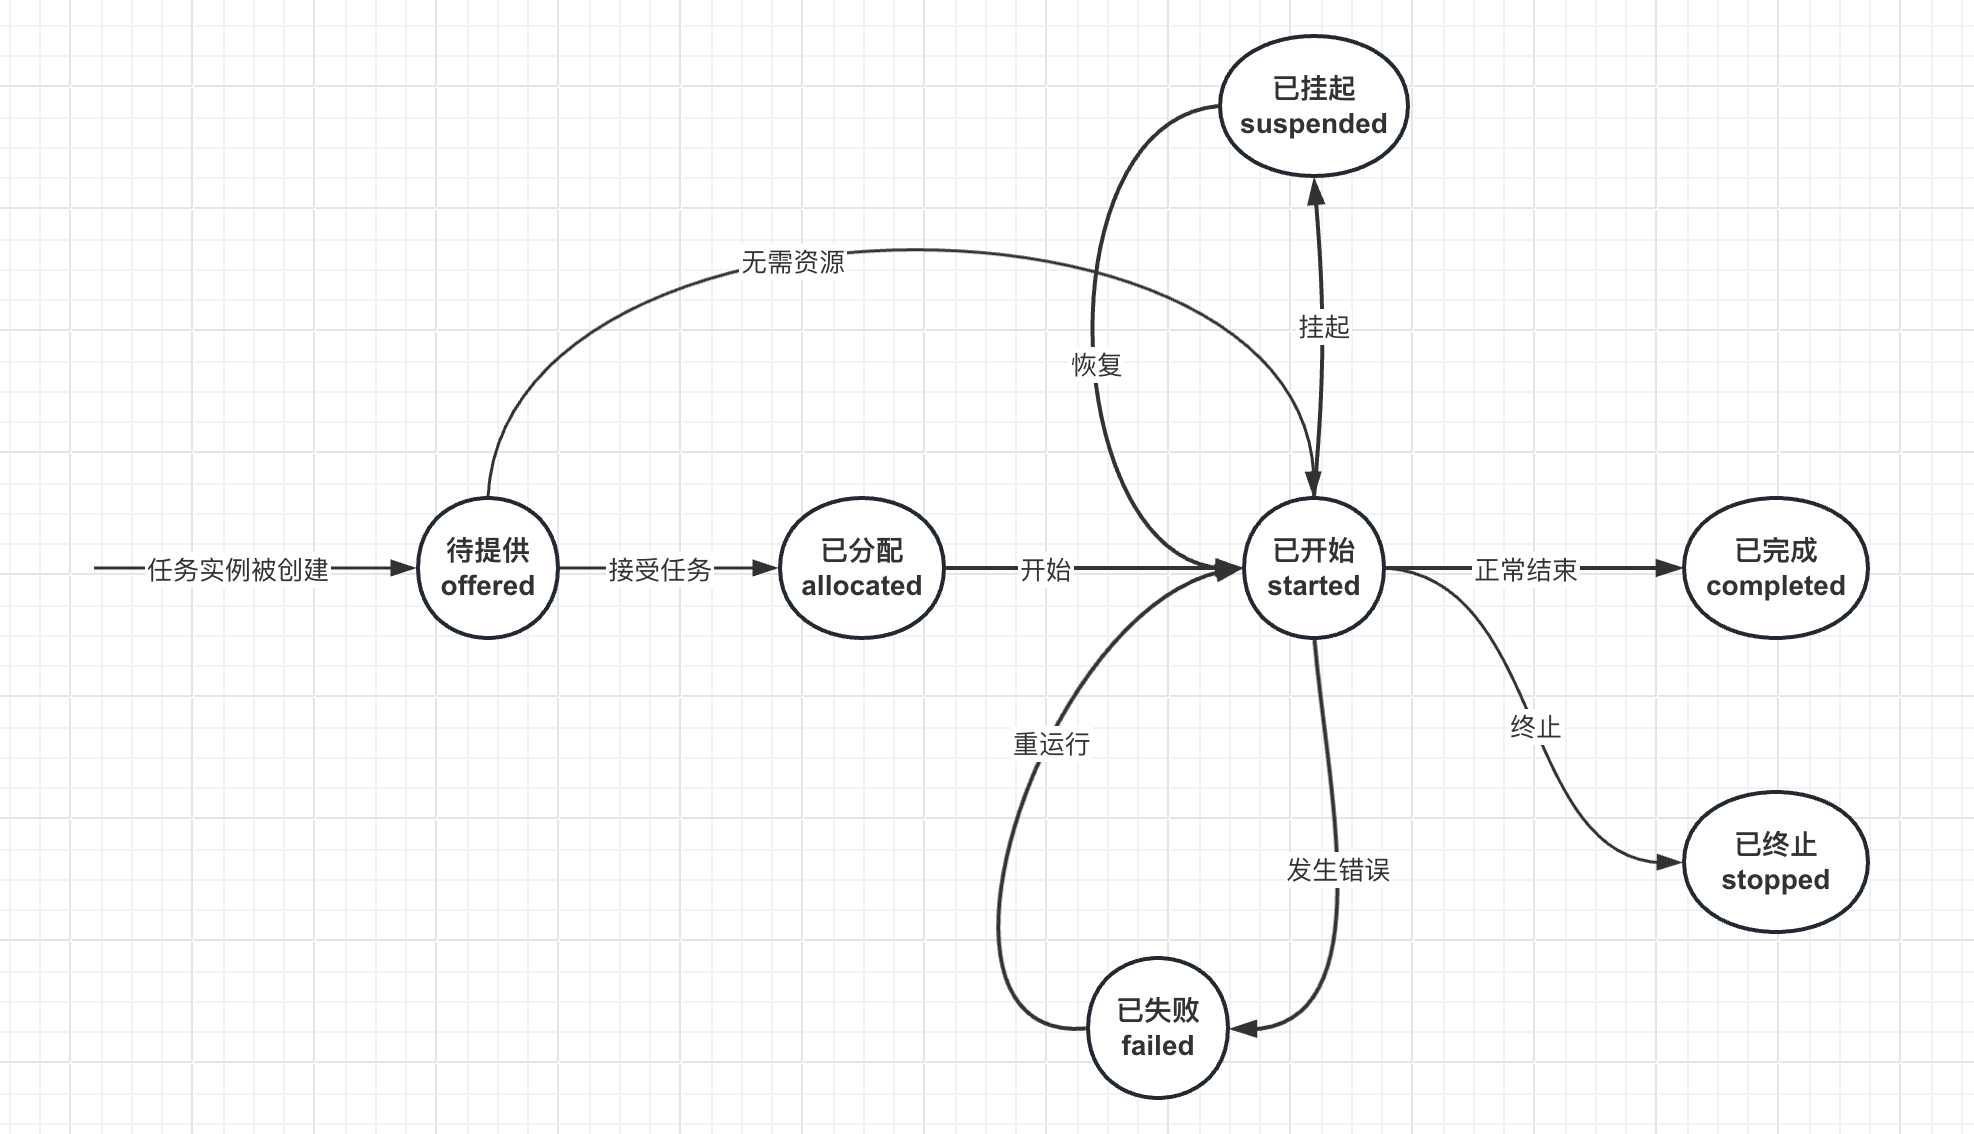 已挂起
suspended
无需资源
挂起
恢复
任务实例被创建
待提供
offered
接受任务
已分配
allocated
开始
已开始
started
正常结束
已完成
completed
终止
重运行
发生错误
已终止
stopped
已失败
failed